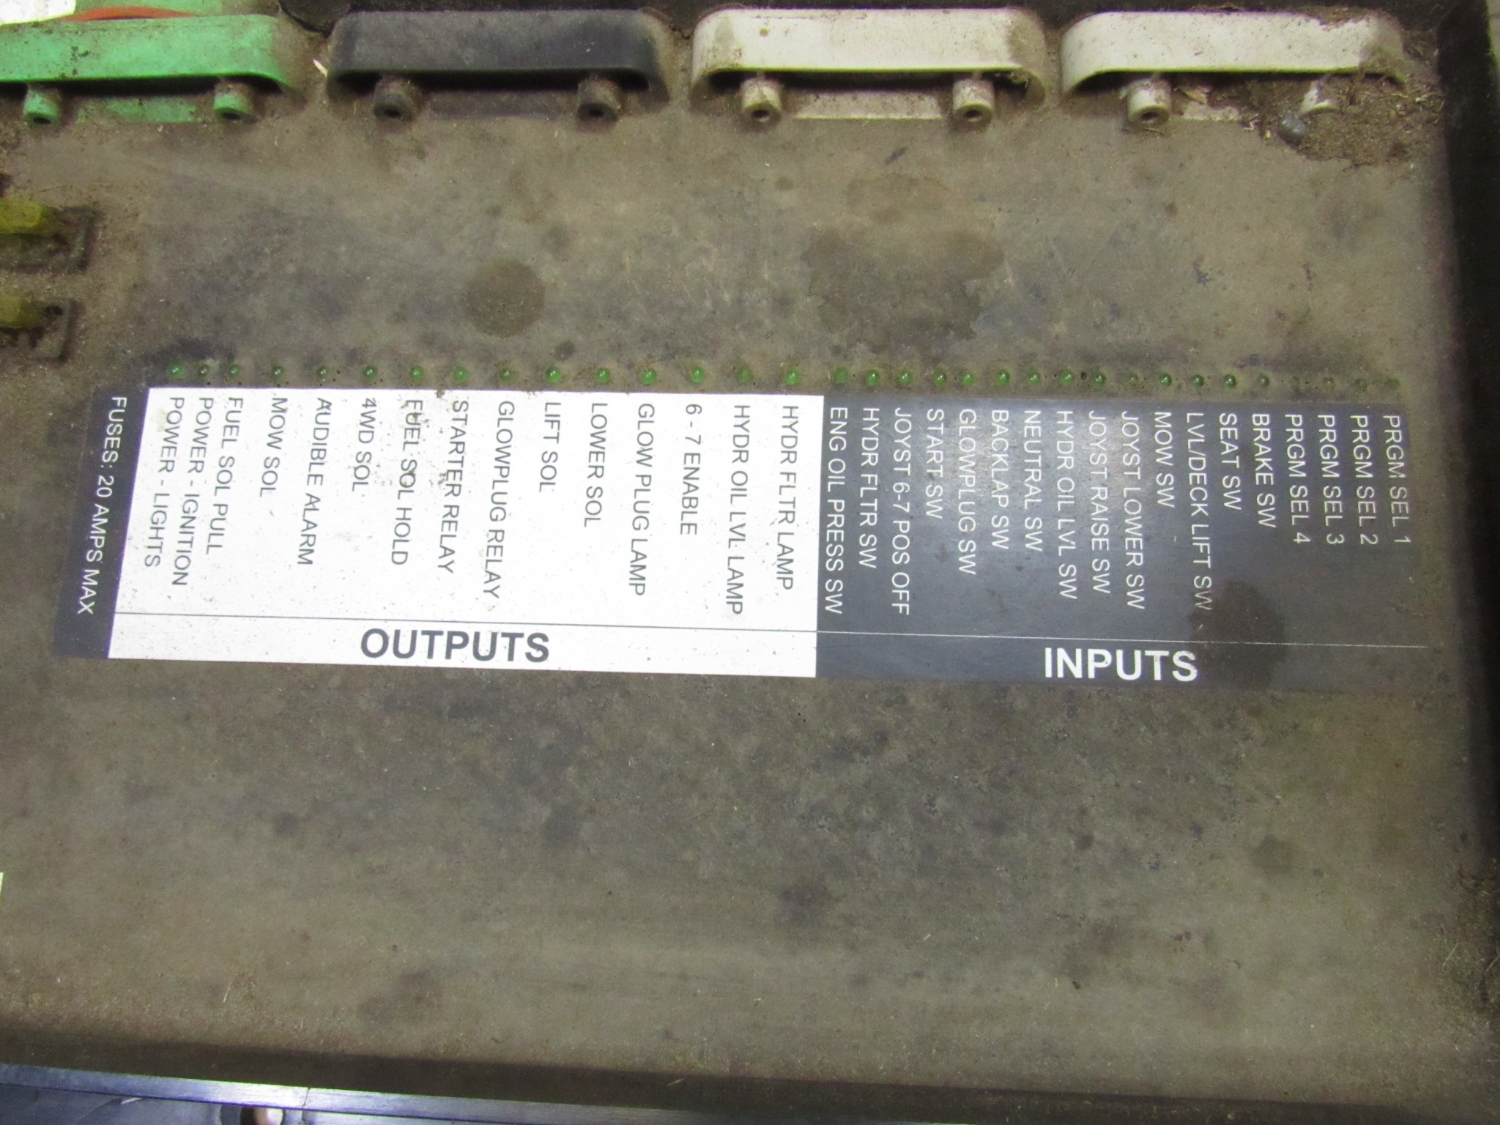 FUSES: 20 AMPS MAX
POWER - LIGHTS
POWER - IGNITION
FUEL SOL PULL
MOW SOL
AUDIBLE ALARM
4WD SOL
FUEL SOL HOLD
STARTER RELAY
GLOWPLUG RELAY
LIFT SOL
LOWER SOL
GLOW PLUG LAMP
6 - 7 ENABLE
HYDR OIL LVL LAMP
HYDR FLTR LAMP
OUTPUTS
ENG OIL PRESS SW
HYDR FLTR SW
JOYST 6-7 POS OFF
START SW
GLOWPLUG SW
BACKLAP SW
NEUTRAL SW
HYDR OIL LVL SW
JOYST RAISE SW
JOYST LOWER SW
MOW SW
LVL/DECK LIFT SW
SEAT SW
BRAKE SW
PRGM SEL 4
PRGM SEL 3
PRGM SEL 2
PRGM SEL 1
INPUTS